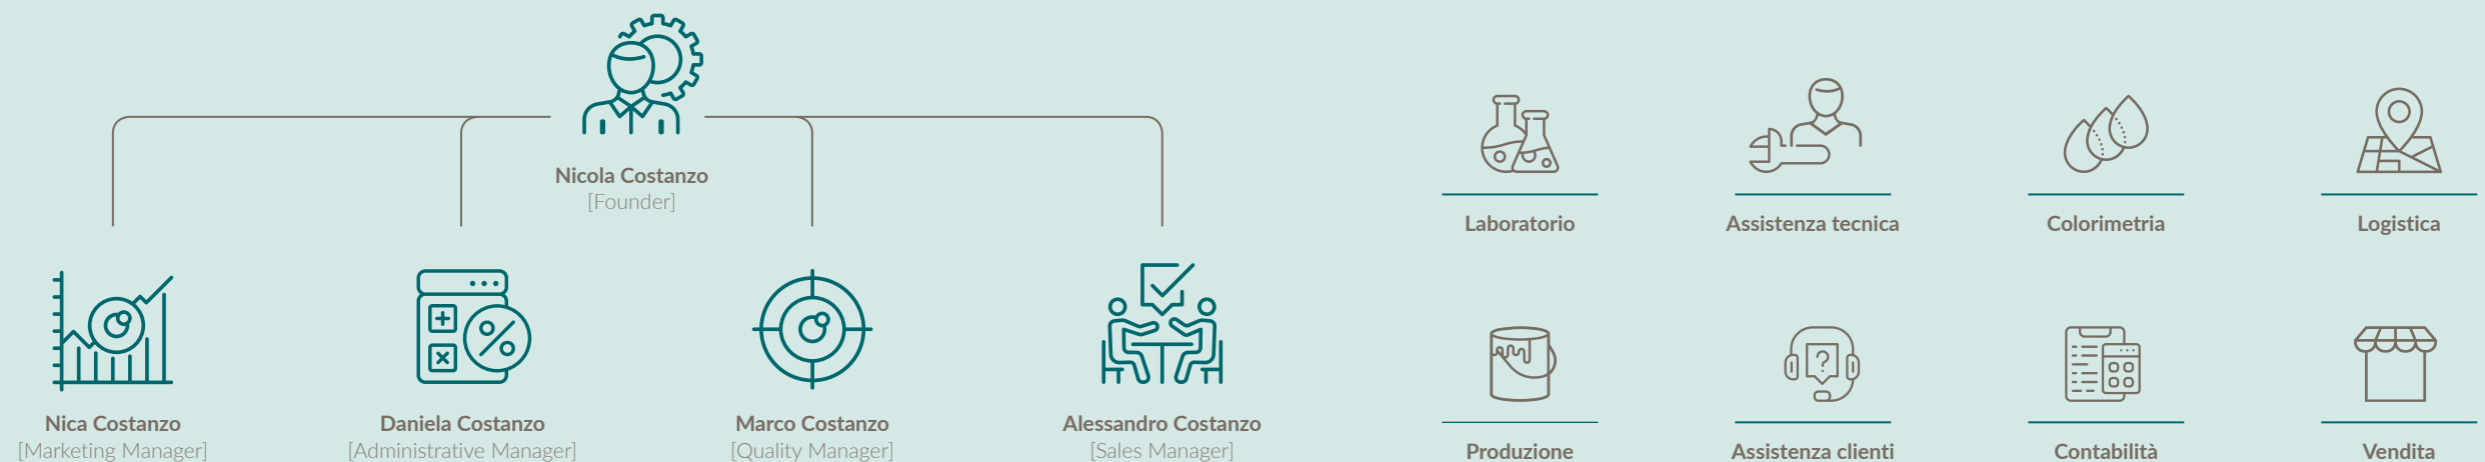 Nicola Costanzo
[Founder]
Nica Costanzo
[Marketing Manager]
Daniela Costanzo
[Administrative Manager]
Marco Costanzo
[Quality Manager]
Alessandro Costanzo
[Sales Manager]
Laboratorio
Assistenza tecnica
Colorimetria
Logistica
Produzione
Assistenza clienti
Contabilità
Vendita